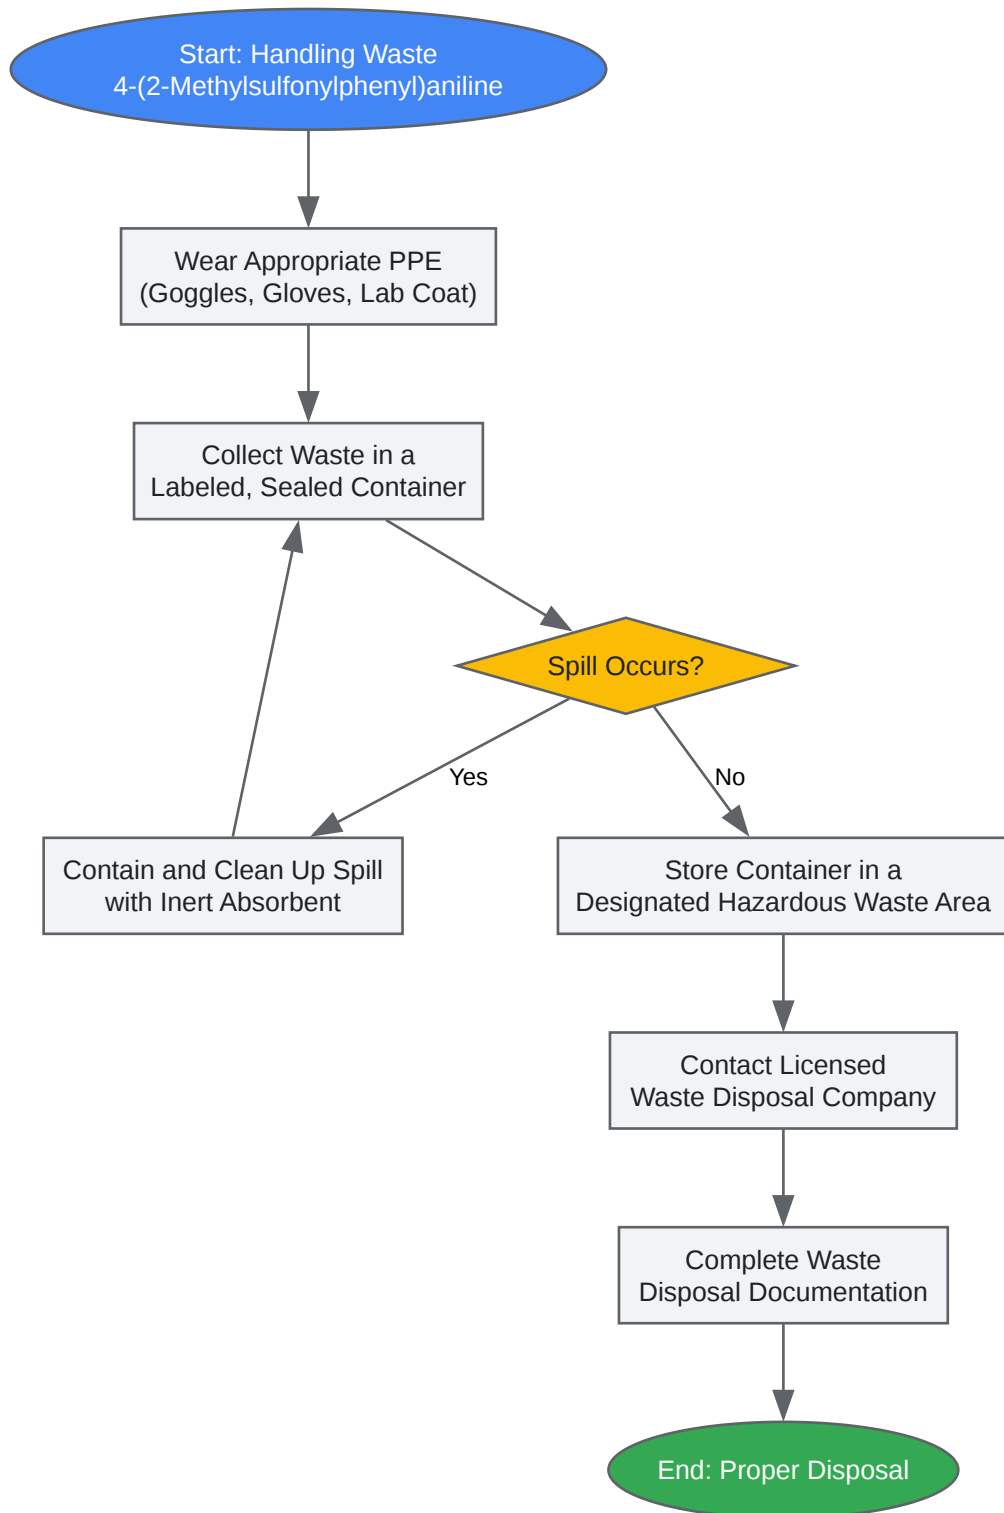 Start: Handling Waste
4-(2-Methylsulfonylphenyl)aniline
Wear Appropriate PPE
(Goggles, Gloves, Lab Coat)
Collect Waste in a
Labeled, Sealed Container
Spill Occurs?
Yes
No
Contain and Clean Up Spill
with Inert Absorbent
Store Container in a
Designated Hazardous Waste Area
Contact Licensed
Waste Disposal Company
Complete Waste
Disposal Documentation
End: Proper Disposal